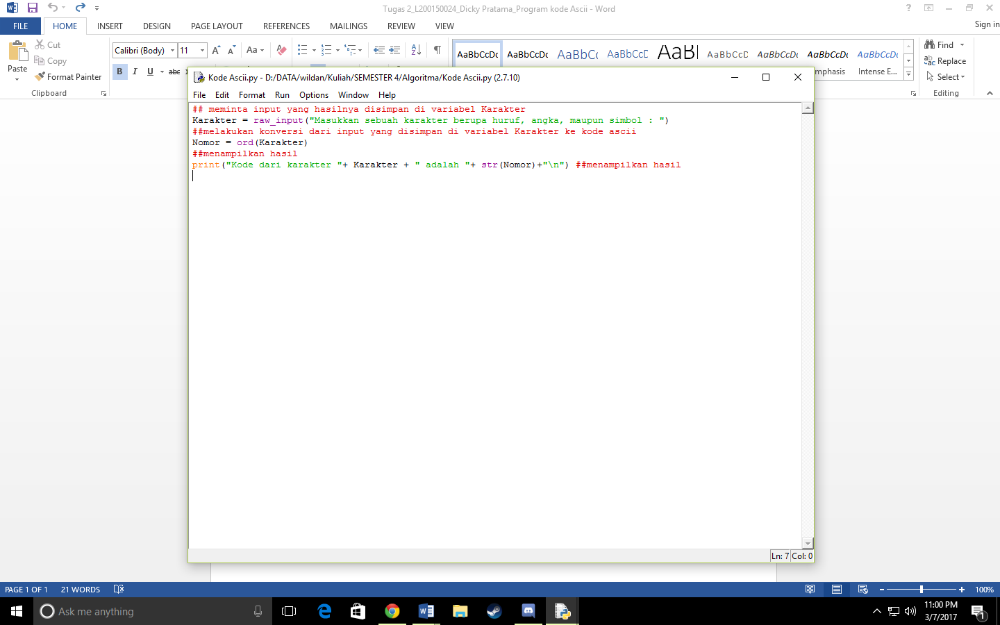 Tugas 2_L200150024_Dicky Pratama_Program kode Ascii - Word
FILE HOME INSERT DESIGN PAGE LAYOUT REFERENCES MAILINGS REVIEW VIEW Sign in
Paste
Cut
Copy
Format Painter
Clipboard
Calibri (Body) 11
B I U abc
AaBbCcDc AaBbCcDc AaBbCc AaBbCcD AaB AaBbCcD AaBbCcDc AaBbCcDc AaBbCcDc
mphasis Intense E...
Find
Replace
Select
Editing
Kode Ascii.py - D:/DATA/wildan/Kuliah/SEMESTER 4/Algoritma/Kode Ascii.py (2.7.10)
File Edit Format Run Options Window Help
## meminta input yang hasilnya disimpan di variabel Karakter
Karakter = raw_input("Masukkan sebuah karakter berupa huruf, angka, maupun simbol : ")
##melakukan konversi dari input yang disimpan di variabel Karakter ke kode ascii
Nomor = ord(Karakter)
##menampilkan hasil
print("Kode dari karakter "+ Karakter + " adalah "+ str(Nomor)+"\n") ##menampilkan hasil
Ln: 7 Col: 0
PAGE 1 OF 1 21 WORDS 100%
Ask me anything
11:00 PM
3/7/2017
1